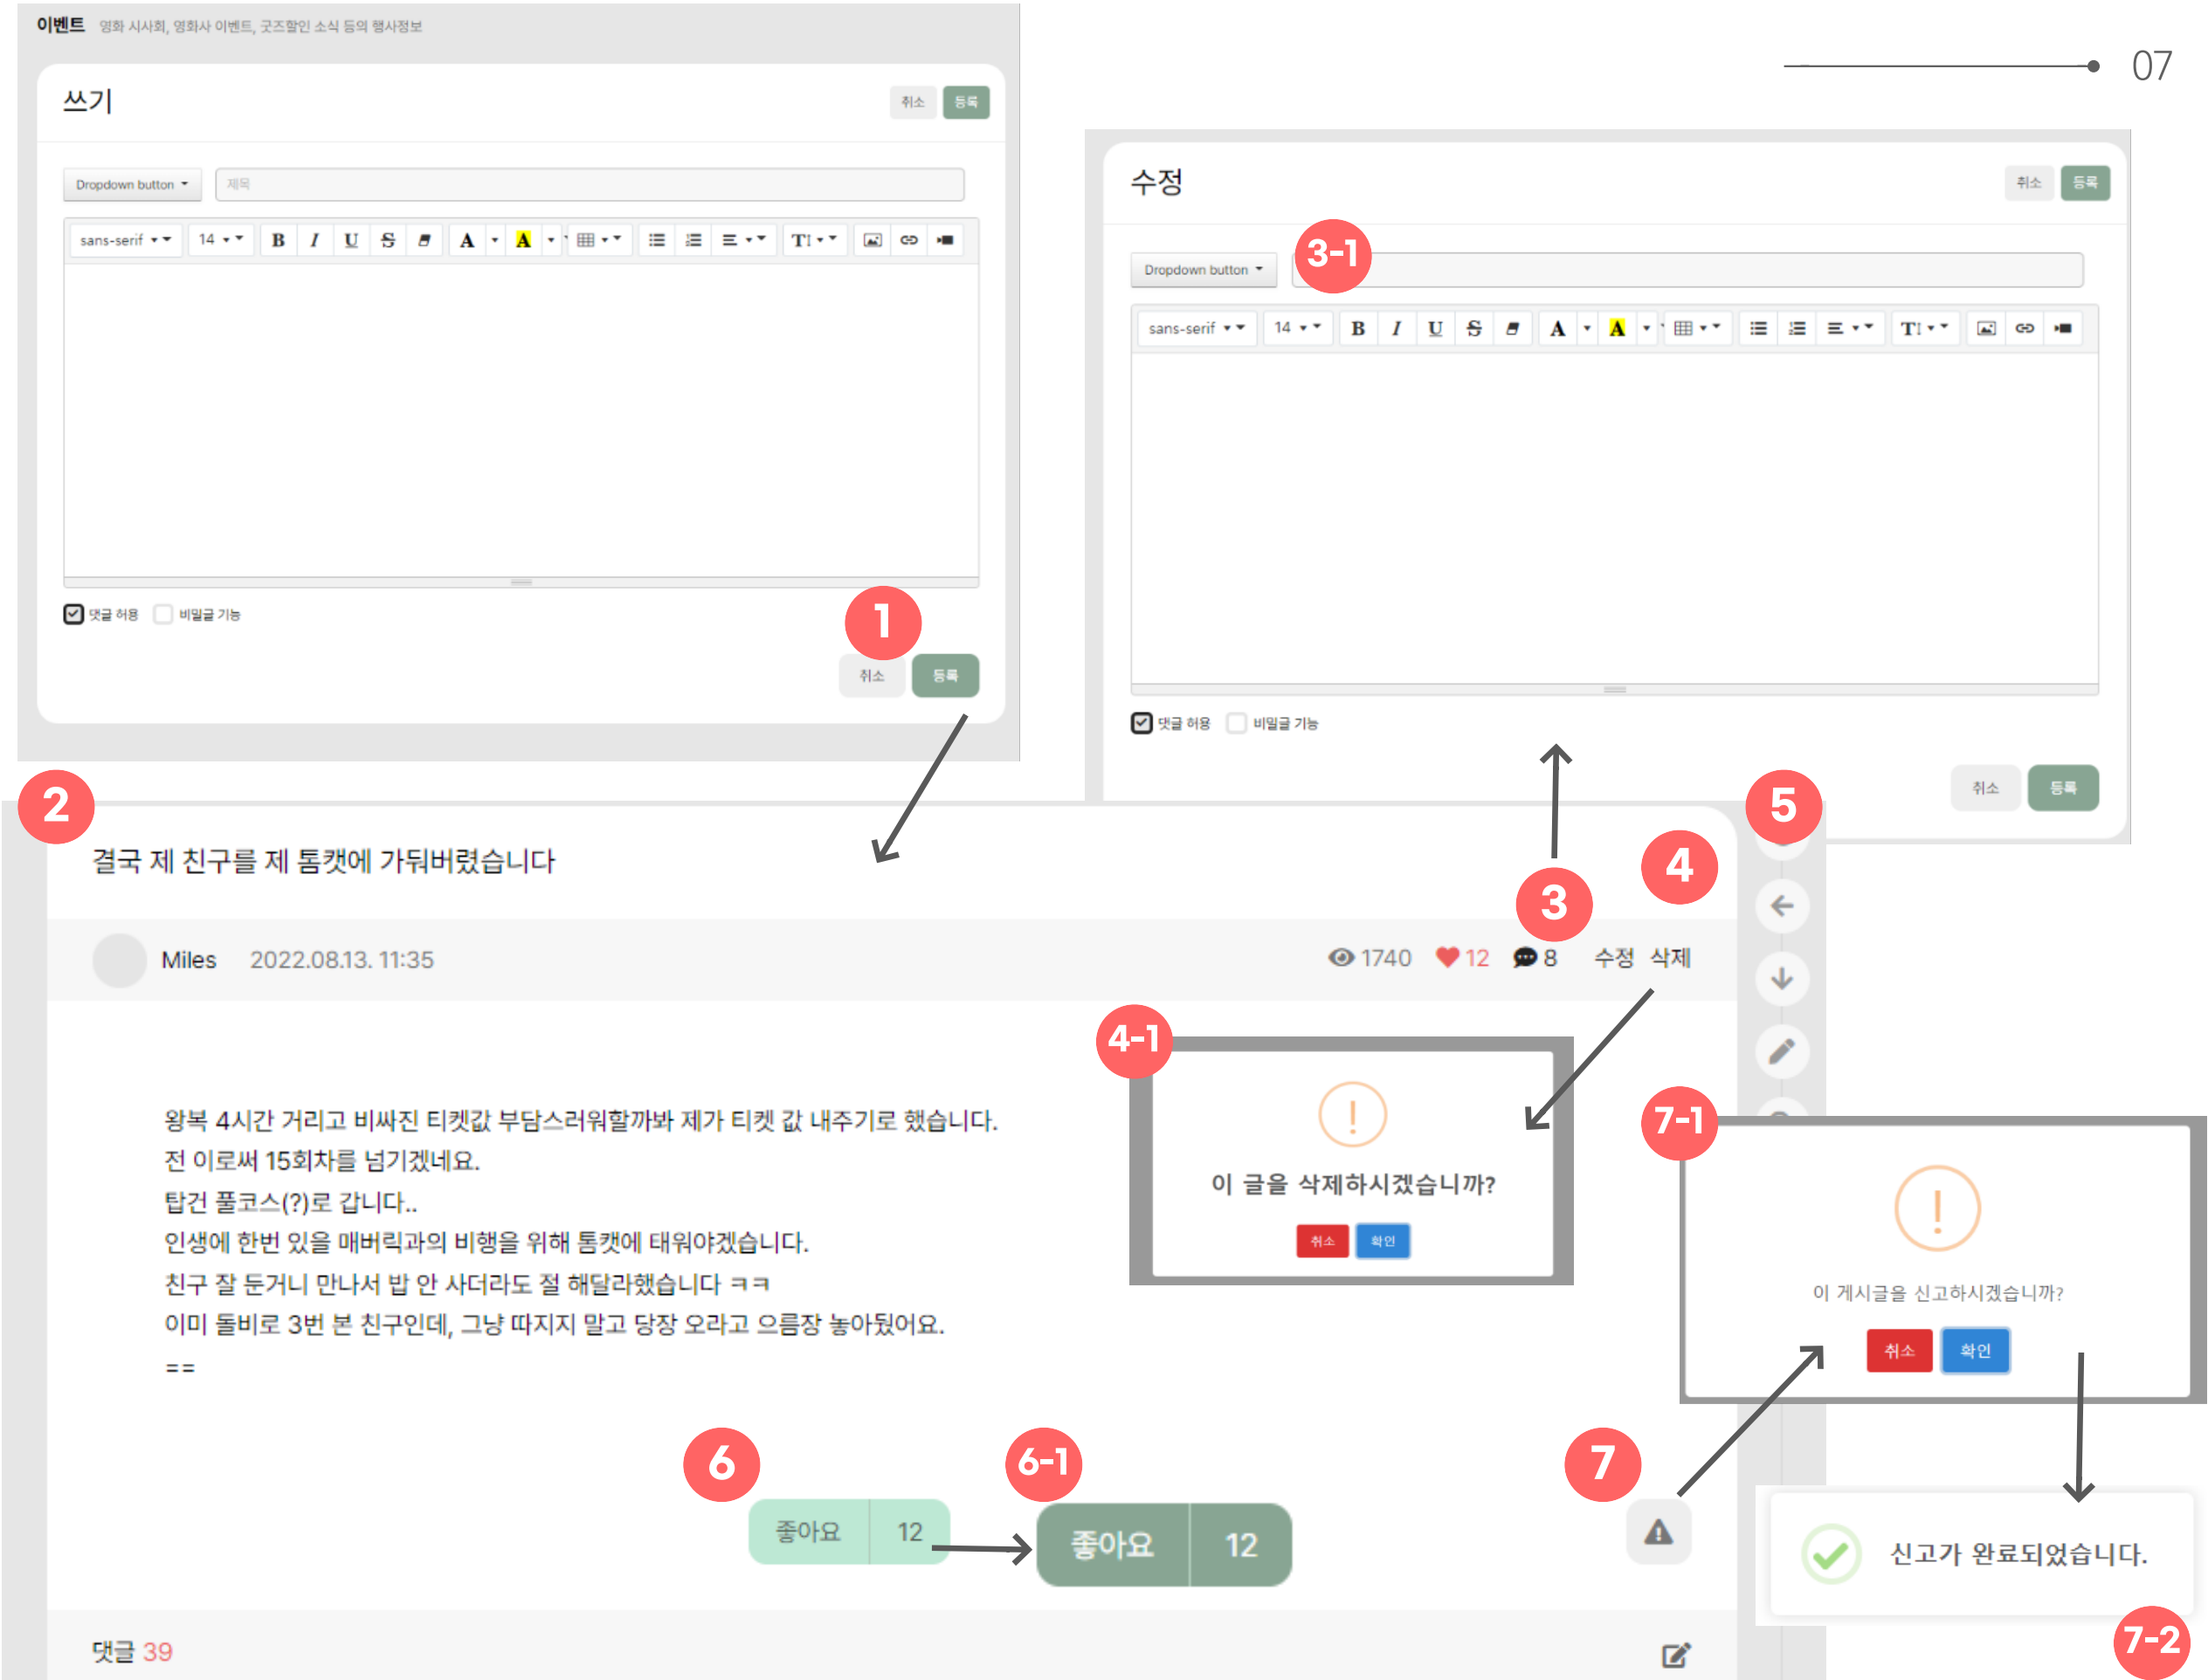 이벤트 영화 시사회, 영화사 이벤트, 굿즈할인 소식 등의 행사정보
07
쓰기
취소 등록
Dropdown button 제목
sans-serif 14 B I U S A A T
댓글 허용 비밀글 기능
1
취소 등록
수정
취소 등록
Dropdown button
3-1
sans-serif 14 B I U S A A T
댓글 허용 비밀글 기능
취소 등록
2
결국 제 친구를 제 톰캣에 가둬버렸습니다
3
4
5
Miles 2022.08.13. 11:35
1740 12 8 수정 삭제
왕복 4시간 거리고 비싸진 티켓값 부담스러워할까봐 제가 티켓 값 내주기로 했습니다.
전 이로써 15회차를 넘기겠네요.
탑건 풀코스(?)로 갑니다..
인생에 한번 있을 매버릭과의 비행을 위해 톰캣에 태워야겠습니다.
친구 잘 둔거니 만나서 밥 안 사더라도 절 해달라했습니다 ㅋㅋ
이미 돌비로 3번 본 친구인데, 그냥 따지지 말고 당장 오라고 으름장 놓아뒀어요.
==
4-1
이 글을 삭제하시겠습니까?
취소 확인
7-1
이 게시글을 신고하시겠습니까?
취소 확인
6
좋아요 12
6-1
좋아요 12
7
신고가 완료되었습니다.
7-2
댓글 39